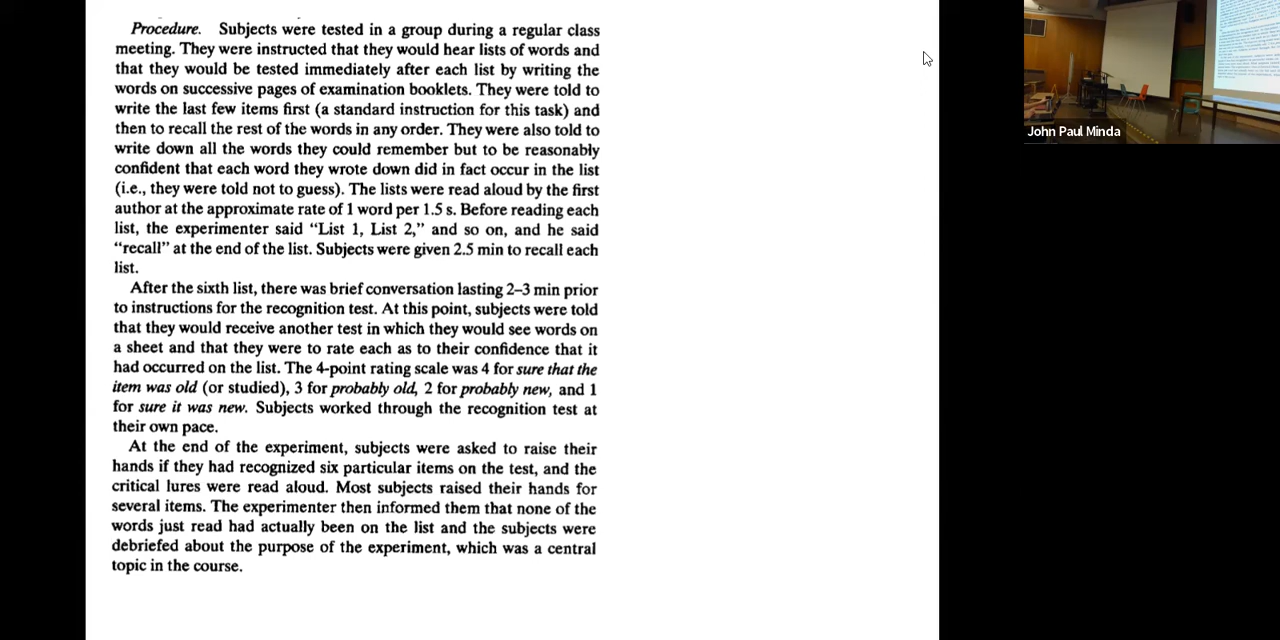 Procedure. Subjects were tested in a group during a regular class
meeting. They were instructed that they would hear lists of words and
that they would be tested immediately after each list by writing the
words on successive pages of examination booklets. They were told to
write the last few items first (a standard instruction for this task) and
then to recall the rest of the words in any order. They were also told to
write down all the words they could remember but to be reasonably
confident that each word they wrote down did in fact occur in the list
(i.e., they were told not to guess). The lists were read aloud by the first
author at the approximate rate of 1 word per 1.5 s. Before reading each
list, the experimenter said “List 1, List 2,” and so on, and he said
“recall” at the end of the list. Subjects were given 2.5 min to recall each
list.
After the sixth list, there was brief conversation lasting 2–3 min prior
to instructions for the recognition test. At this point, subjects were told
that they would receive another test in which they would see words on
a sheet and that they were to rate each as to their confidence that it
had occurred on the list. The 4-point rating scale was 4 for sure that the
item was old (or studied), 3 for probably old, 2 for probably new, and 1
for sure it was new. Subjects worked through the recognition test at
their own pace.
At the end of the experiment, subjects were asked to raise their
hands if they had recognized six particular items on the test, and the
critical lures were read aloud. Most subjects raised their hands for
several items. The experimenter then informed them that none of the
words just read had actually been on the list and the subjects were
debriefed about the purpose of the experiment, which was a central
topic in the course.
John Paul Minda